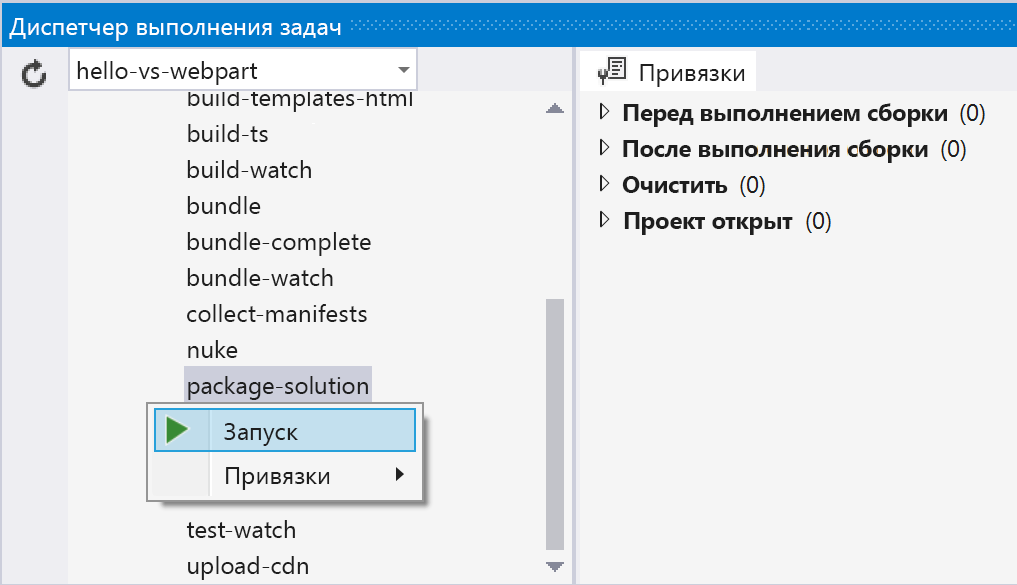 Диспетчер выполнения задач
hello-vs-webpart
build-templates-html
build-ts
build-watch
bundle
bundle-complete
bundle-watch
collect-manifests
nuke
package-solution
Запуск
Привязки
test-watch
upload-cdn
Привязки
Перед выполнением сборки (0)
После выполнения сборки (0)
Очистить (0)
Проект открыт (0)